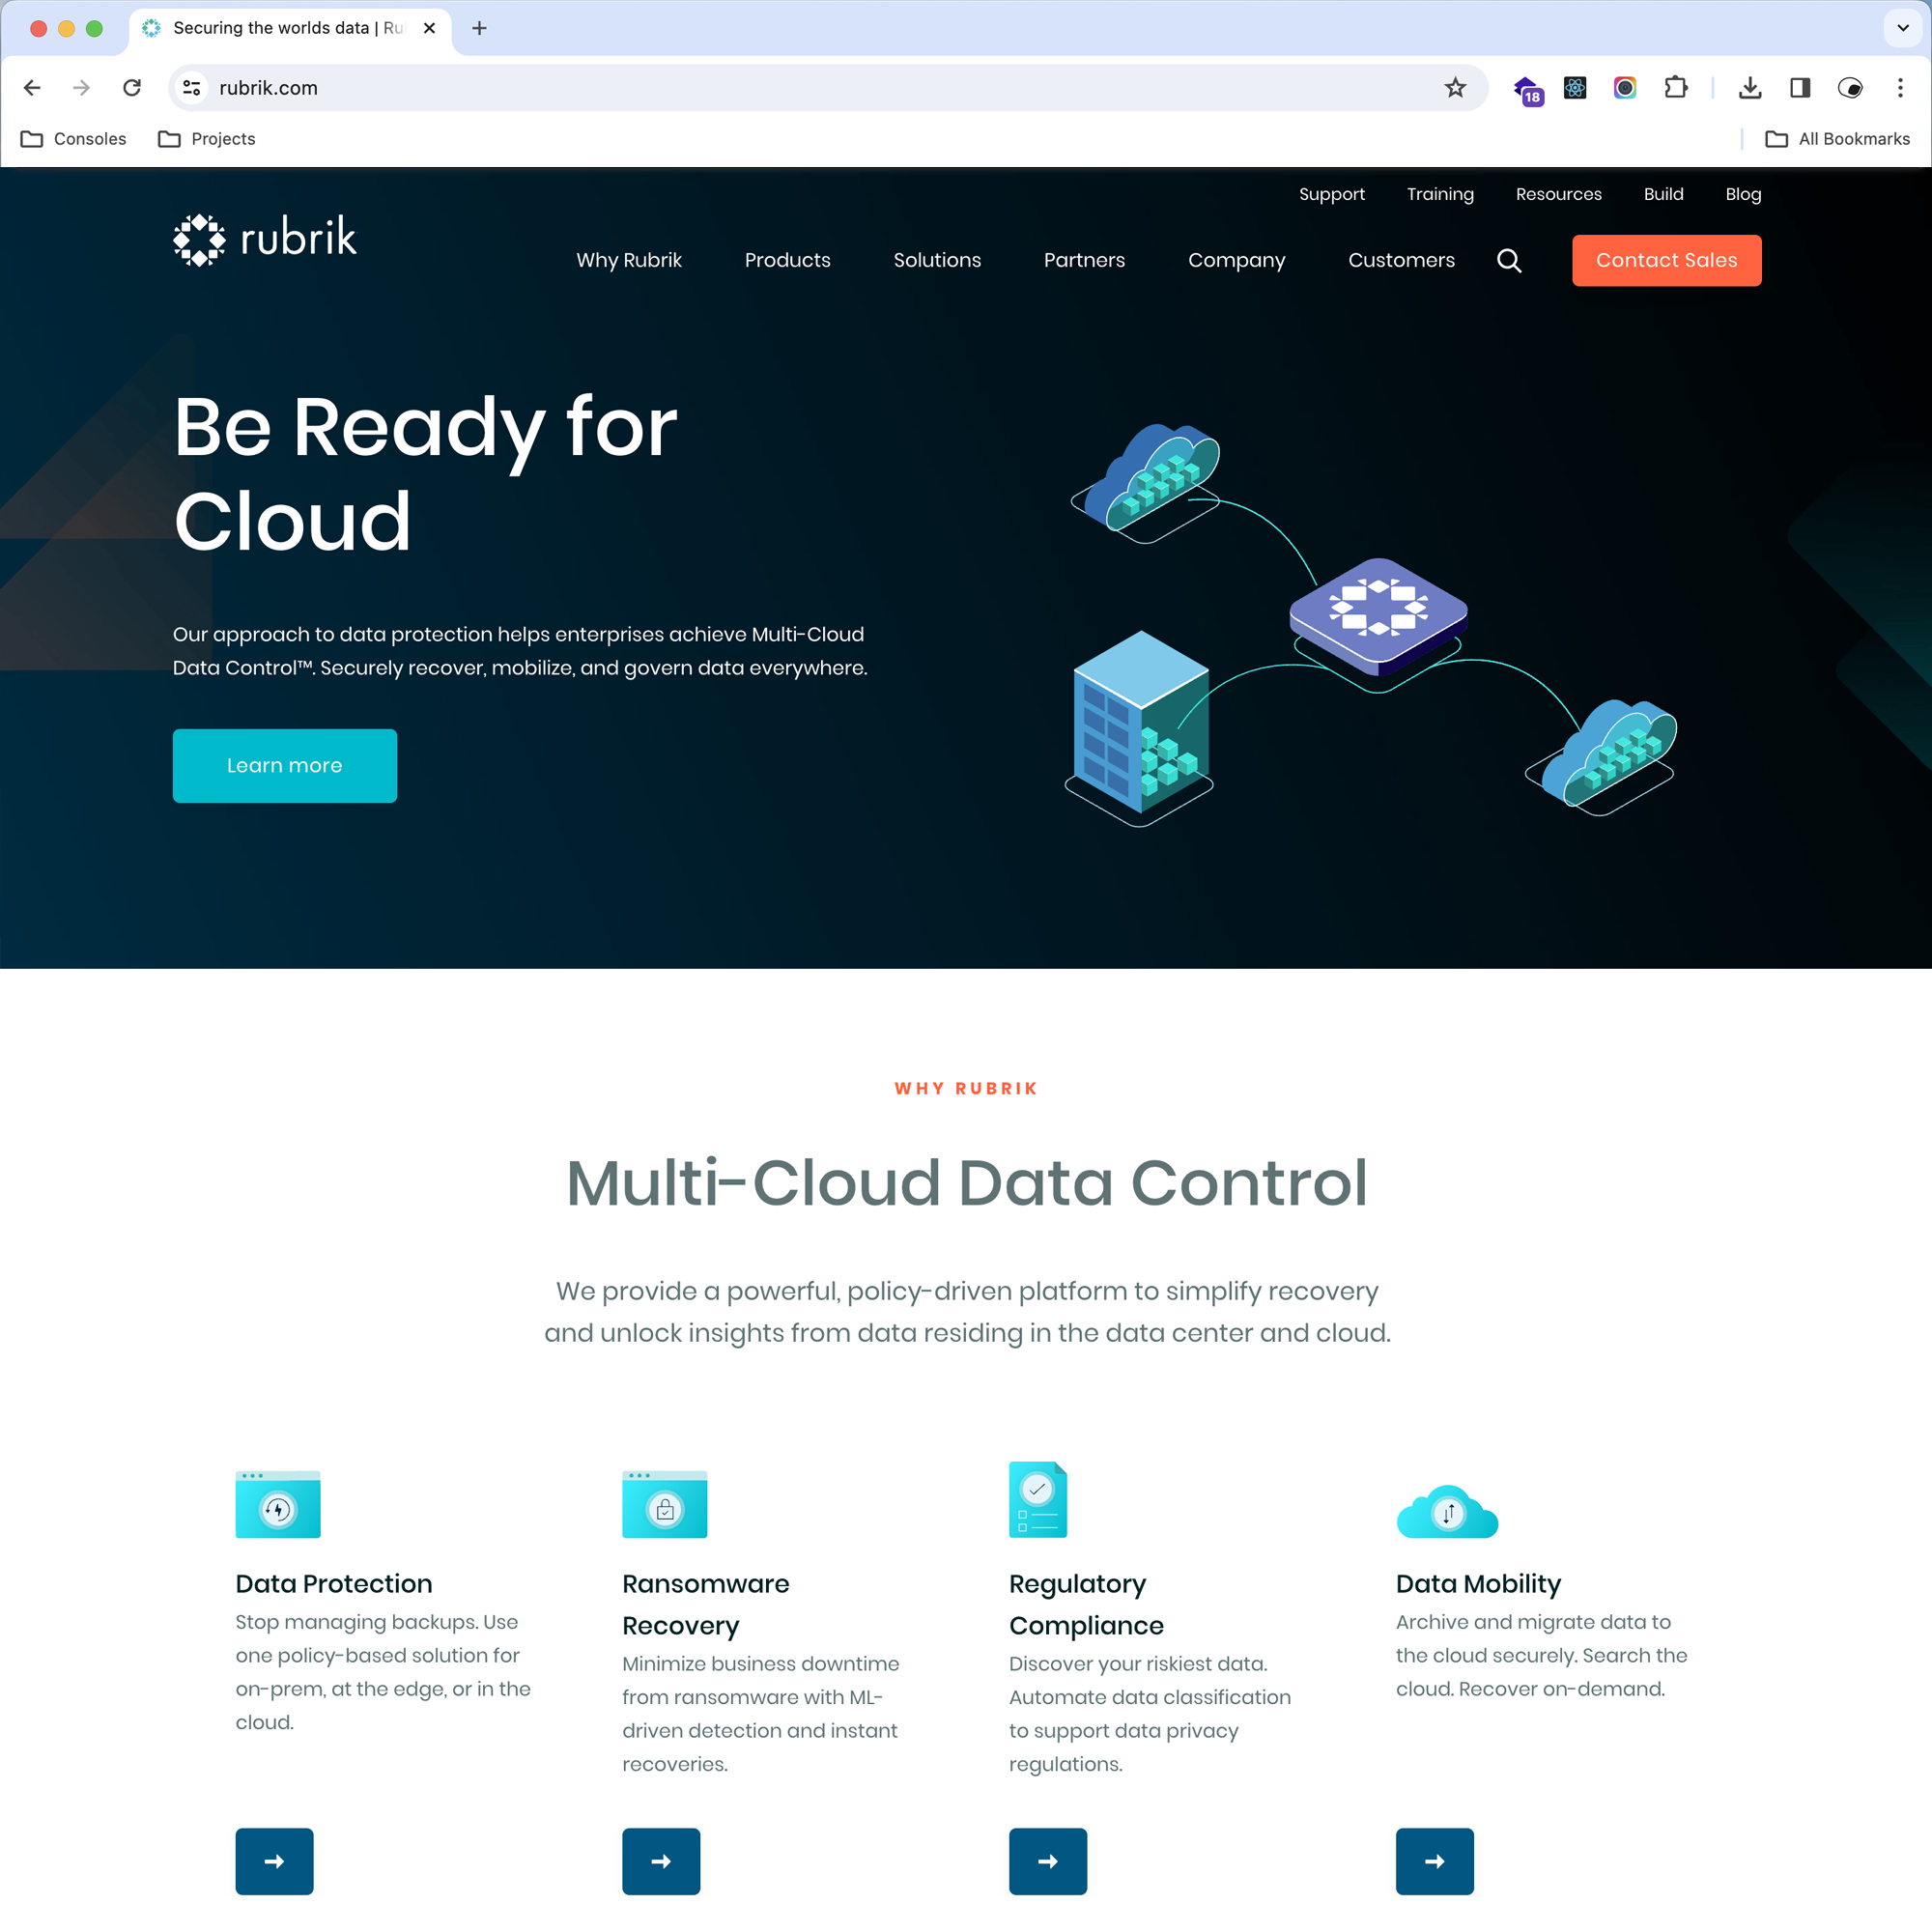 Securing the worlds data | Ru
rubrik.com
18
Consoles
Projects
All Bookmarks
Support
Training
Resources
Build
Blog
rubrik
Why Rubrik
Products
Solutions
Partners
Company
Customers
Contact Sales
Be Ready for
Cloud
Our approach to data protection helps enterprises achieve Multi-Cloud
Data Control™. Securely recover, mobilize, and govern data everywhere.
Learn more
WHY RUBRIK
Multi-Cloud Data Control
We provide a powerful, policy-driven platform to simplify recovery
and unlock insights from data residing in the data center and cloud.
Data Protection
Stop managing backups. Use
one policy-based solution for
on-prem, at the edge, or in the
cloud.
Ransomware
Recovery
Minimize business downtime
from ransomware with ML-
driven detection and instant
recoveries.
Regulatory
Compliance
Discover your riskiest data.
Automate data classification
to support data privacy
regulations.
Data Mobility
Archive and migrate data to
the cloud securely. Search the
cloud. Recover on-demand.